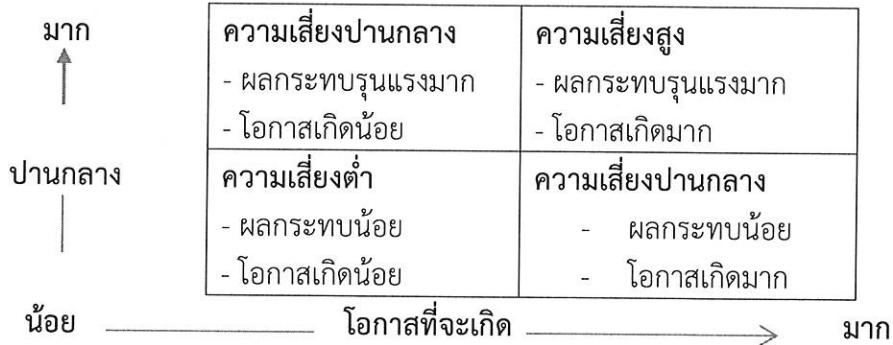 มาก
ความเสี่ยงปานกลาง
- ผลกระทบรุนแรงมาก
- โอกาสเกิดน้อย
ความเสี่ยงสูง
- ผลกระทบรุนแรงมาก
- โอกาสเกิดมาก
ปานกลาง
ความเสี่ยงต่ำ
- ผลกระทบน้อย
- โอกาสเกิดน้อย
ความเสี่ยงปานกลาง
- ผลกระทบน้อย
- โอกาสเกิดมาก
น้อย
โอกาสที่จะเกิด
มาก